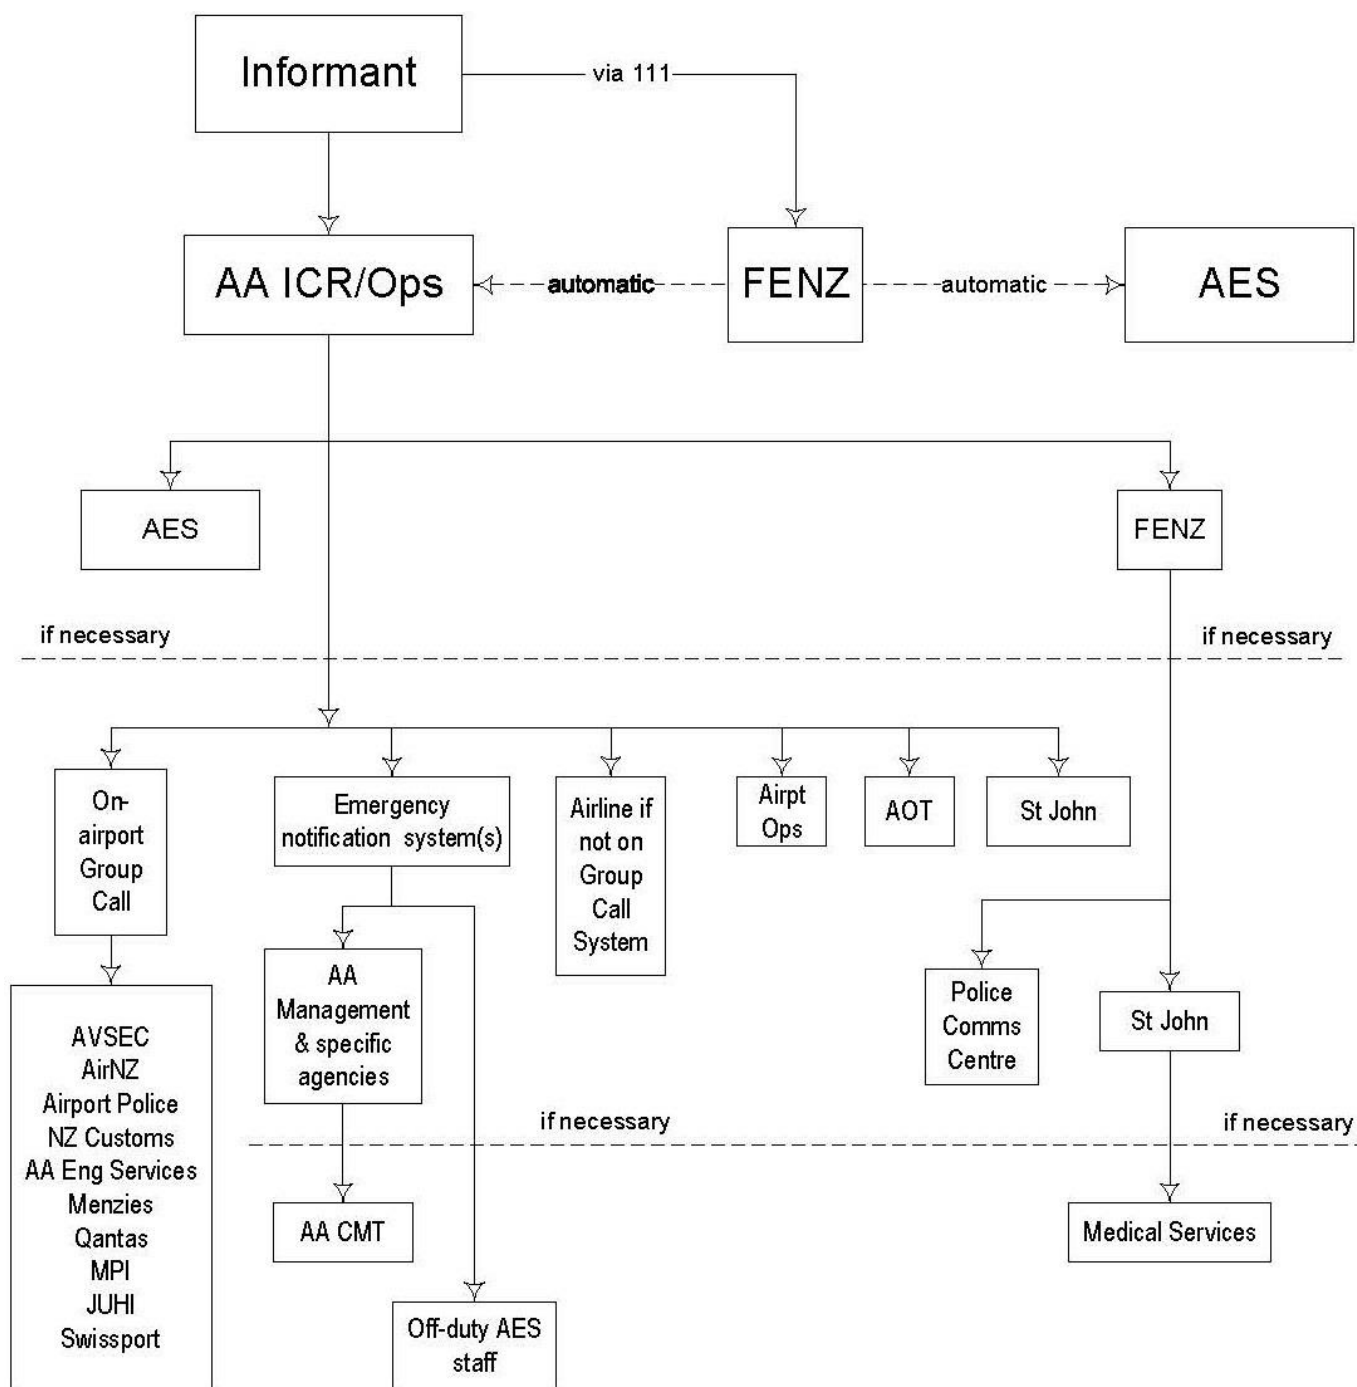 Informant
via 111
AA ICR/Ops
automatic
FENZ
automatic
AES
AES
FENZ
if necessary
if necessary
On-
airport
Group
Call
Emergency
notification system(s)
Airline if
not on
Group
Call
System
Airpt
Ops
AOT
St John
AA
Management
& specific
agencies
Police
Comms
Centre
St John
AVSEC
AirNZ
Airport Police
NZ Customs
AA Eng Services
Menzies
Qantas
MPI
JUHI
Swissport
if necessary
if necessary
AA CMT
Medical Services
Off-duty AES
staff